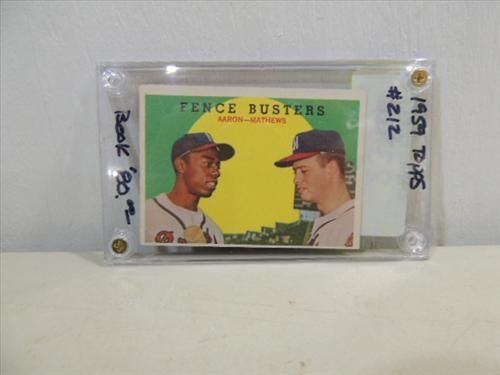 FENCE BUSTERS
AARON—MATHEWS
1959 Topps
#212
Book $80.00